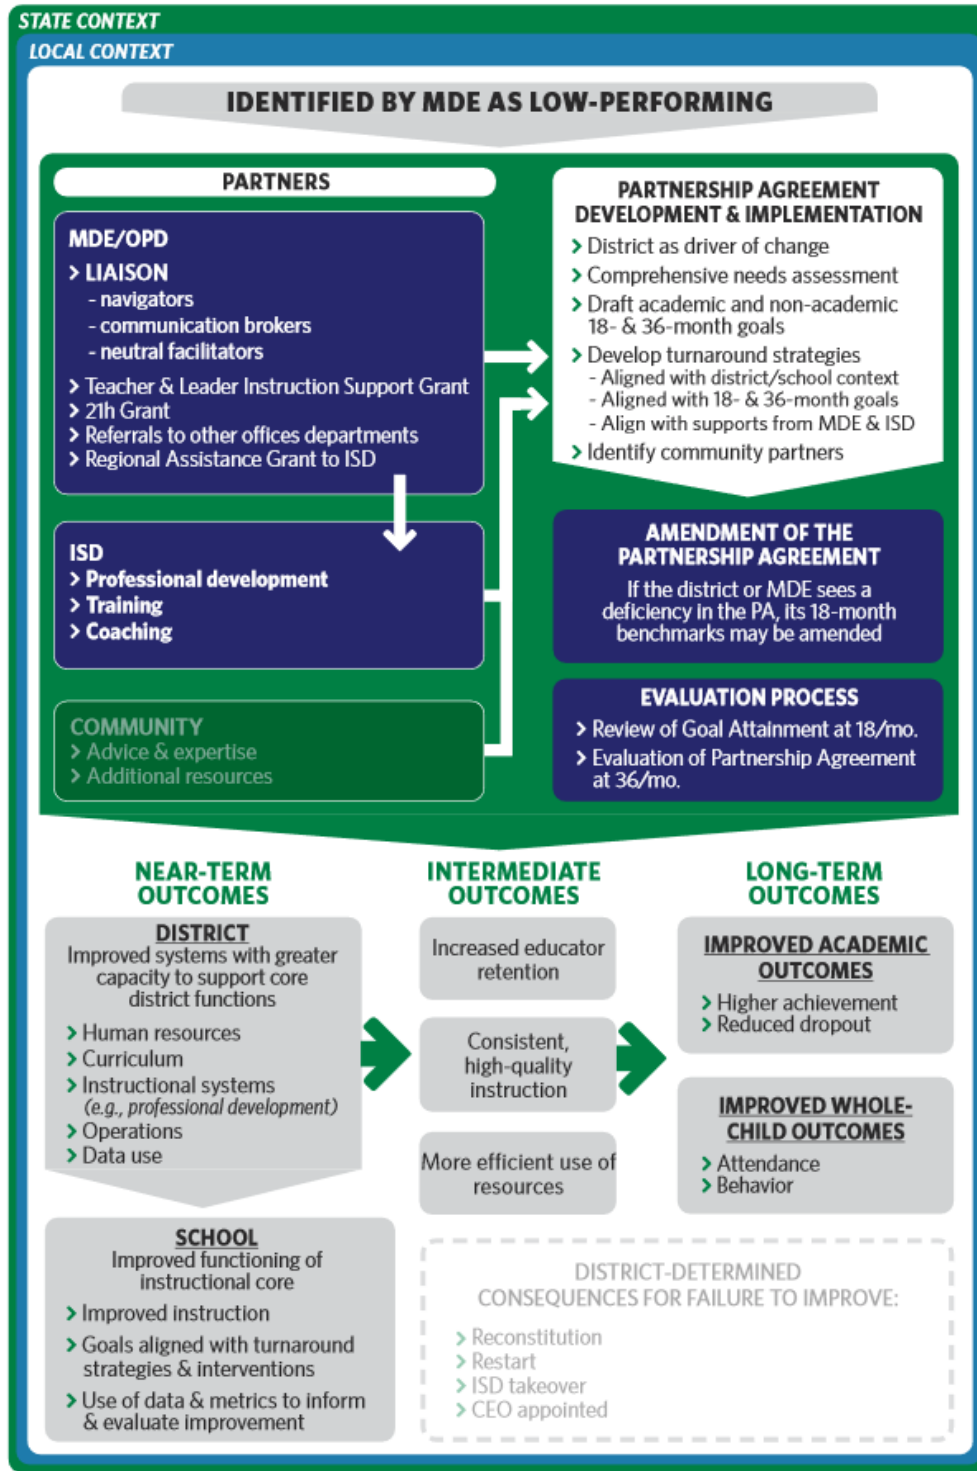 STATE CONTEXT
LOCAL CONTEXT
IDENTIFIED BY MDE AS LOW-PERFORMING
PARTNERS
MDE/OPD
> LIAISON
- navigators
- communication brokers
- neutral facilitators
> Teacher & Leader Instruction Support Grant
> 21h Grant
> Referrals to other offices departments
> Regional Assistance Grant to ISD
ISD
> Professional development
> Training
> Coaching
COMMUNITY
> Advice & expertise
> Additional resources
PARTNERSHIP AGREEMENT
DEVELOPMENT & IMPLEMENTATION
> District as driver of change
> Comprehensive needs assessment
> Draft academic and non-academic
18- & 36-month goals
> Develop turnaround strategies
- Aligned with district/school context
- Aligned with 18- & 36-month goals
- Align with supports from MDE & ISD
> Identify community partners
AMENDMENT OF THE
PARTNERSHIP AGREEMENT
If the district or MDE sees a
deficiency in the PA, its 18-month
benchmarks may be amended
EVALUATION PROCESS
> Review of Goal Attainment at 18/mo.
> Evaluation of Partnership Agreement
at 36/mo.
NEAR-TERM
OUTCOMES
DISTRICT
Improved systems with greater
capacity to support core
district functions
> Human resources
> Curriculum
> Instructional systems
(e.g., professional development)
> Operations
> Data use
SCHOOL
Improved functioning of
instructional core
> Improved instruction
> Goals aligned with turnaround
strategies & interventions
> Use of data & metrics to inform
& evaluate improvement
INTERMEDIATE
OUTCOMES
Increased educator
retention
Consistent,
high-quality
instruction
More efficient use of
resources
LONG-TERM
OUTCOMES
IMPROVED ACADEMIC
OUTCOMES
> Higher achievement
> Reduced dropout
IMPROVED WHOLE-
CHILD OUTCOMES
> Attendance
> Behavior
DISTRICT-DETERMINED
CONSEQUENCES FOR FAILURE TO IMPROVE:
> Reconstitution
> Restart
> ISD takeover
> CEO appointed